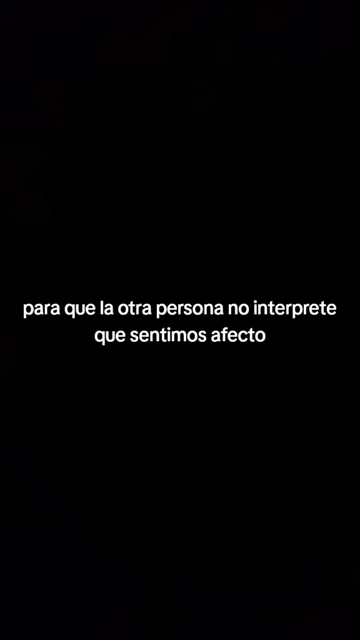 para que la otra persona no interprete
que sentimos afecto